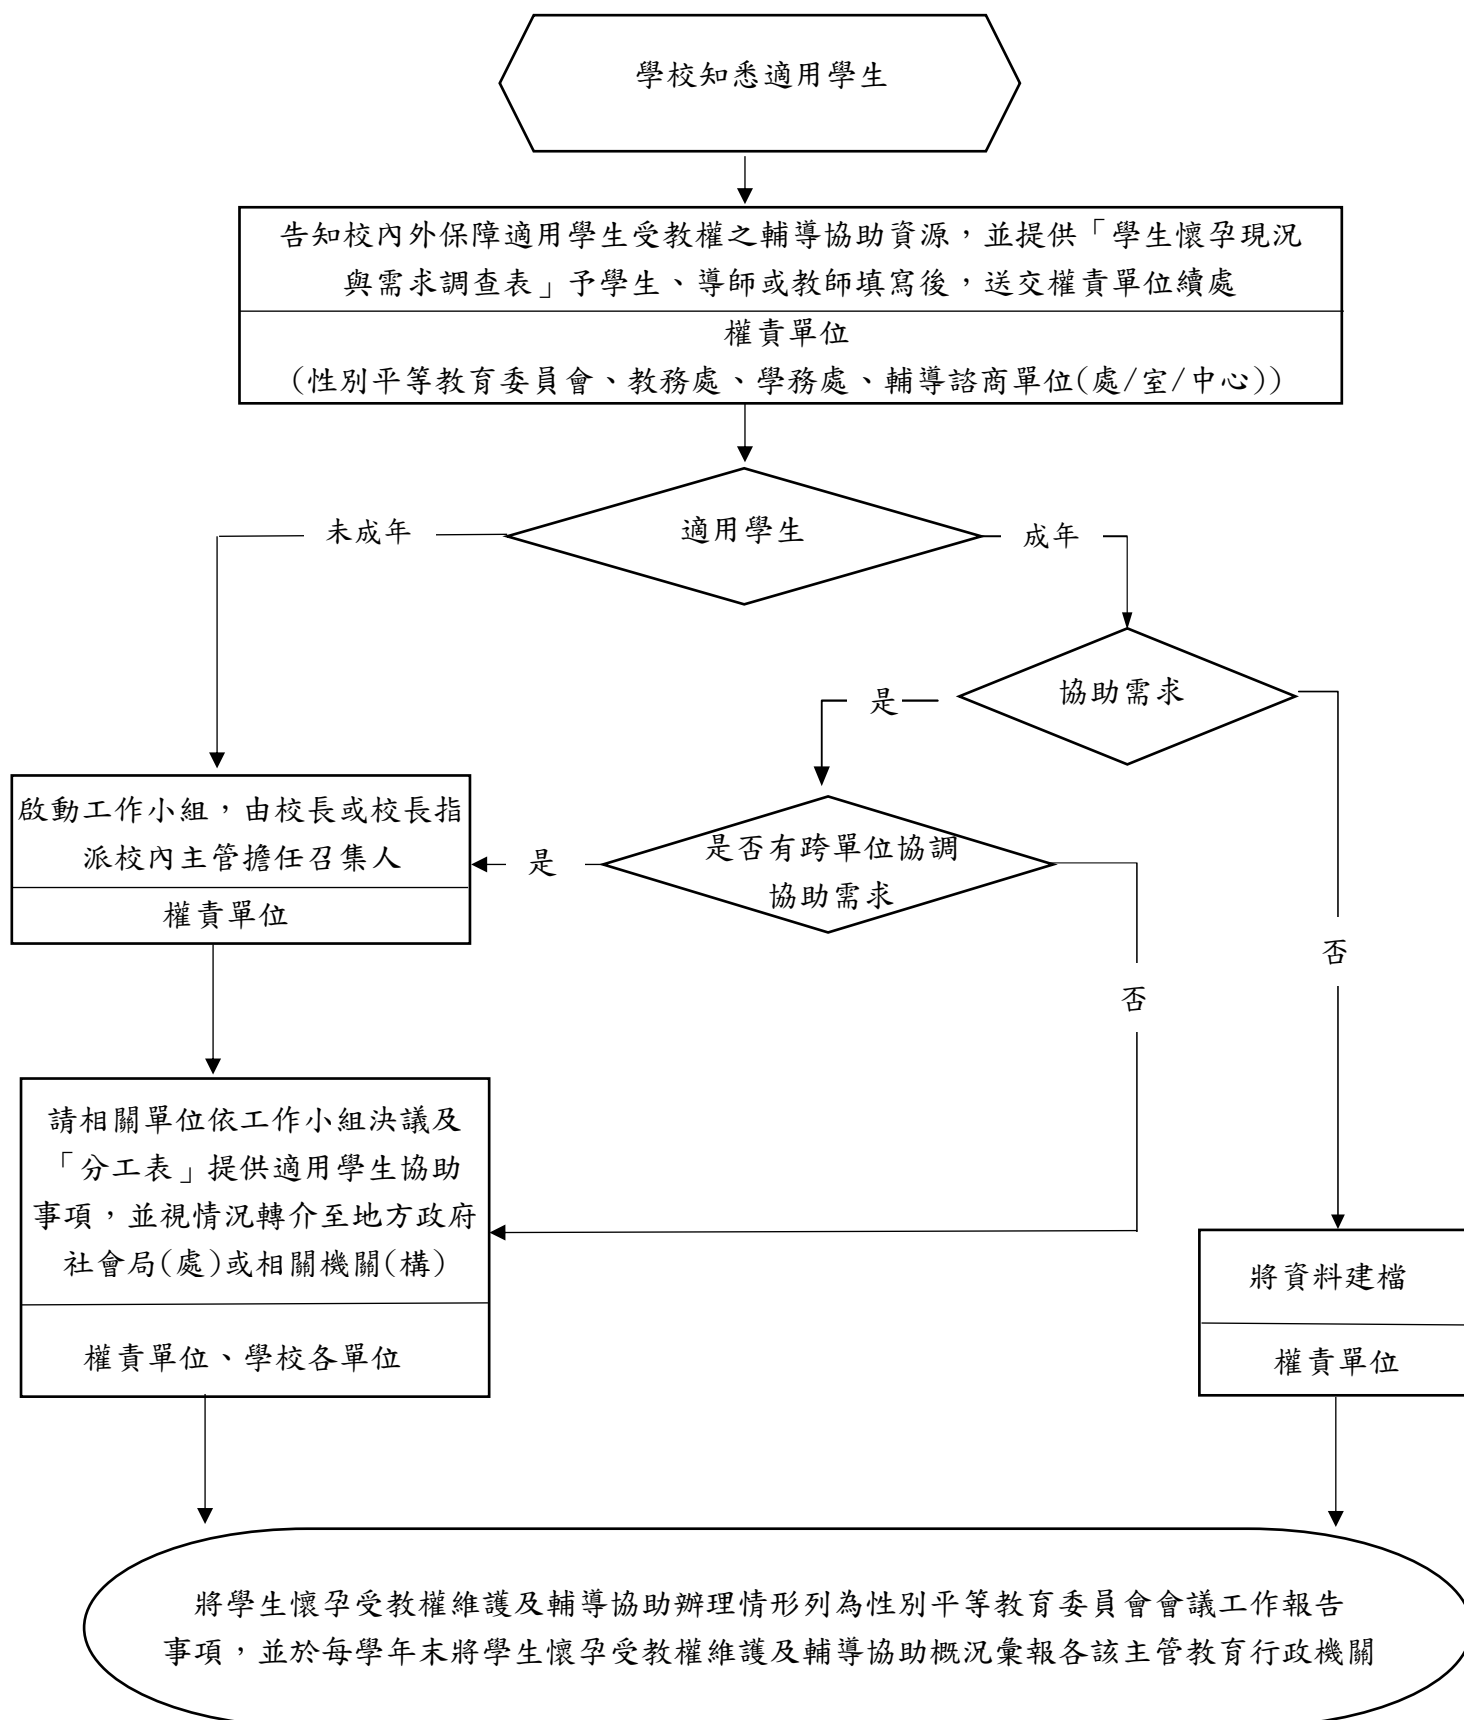 學校知悉適用學生
告知校內外保障適用學生受教權之輔導協助資源，並提供「學生懷孕現況
與需求調查表」予學生、導師或教師填寫後，送交權責單位續處
權責單位
(性別平等教育委員會、教務處、學務處、輔導諮商單位(處/室/中心))
適用學生
未成年
成年
協助需求
是
否
是否有跨單位協調
協助需求
是
否
啟動工作小組，由校長或校長指
派校內主管擔任召集人
權責單位
請相關單位依工作小組決議及
「分工表」提供適用學生協助
事項，並視情況轉介至地方政府
社會局(處)或相關機關(構)
權責單位、學校各單位
將資料建檔
權責單位
將學生懷孕受教權維護及輔導協助辦理情形列為性別平等教育委員會會議工作報告
事項，並於每學年末將學生懷孕受教權維護及輔導協助概況彙報各該主管教育行政機關